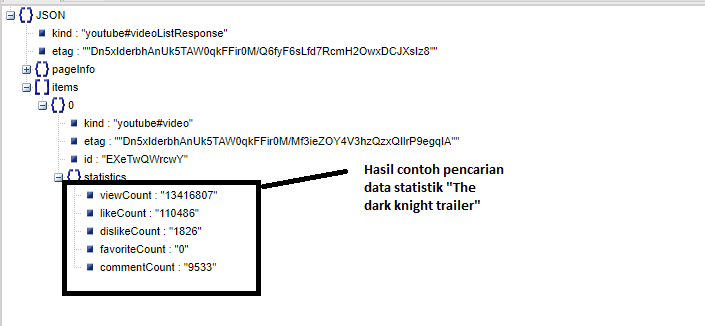 JSON
kind : "youtube#videoListResponse"
etag : ""Dn5xIderbhAnUk5TAW0qkFFir0M/Q6fyF6sLfd7RcmH2OwxDCJXsIz8""
pageInfo
items
0
kind : "youtube#video"
etag : ""Dn5xIderbhAnUk5TAW0qkFFir0M/Mf3ieZOY4V3hzQzxQlIrP9egqIA""
id : "EXeTwQWrcwY"
statistics
viewCount : "13416807"
likeCount : "110486"
dislikeCount : "1826"
favoriteCount : "0"
commentCount : "9533"
Hasil contoh pencarian
data statistik "The
dark knight trailer"